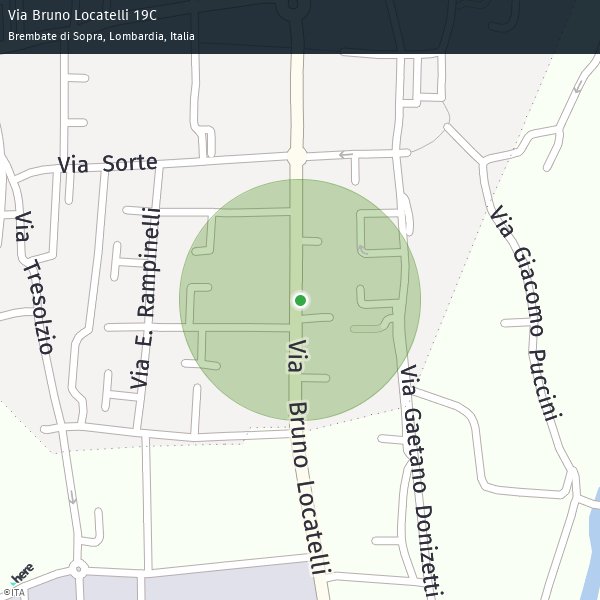 Via Bruno Locatelli 19C
Brembate di Sopra, Lombardia, Italia
Via Sorte
Via Tresolzio
Via E. Rampinelli
Via Giacomo Puccini
Via Bruno Locatelli
Via Gaetano Donizetti
here
©ITA